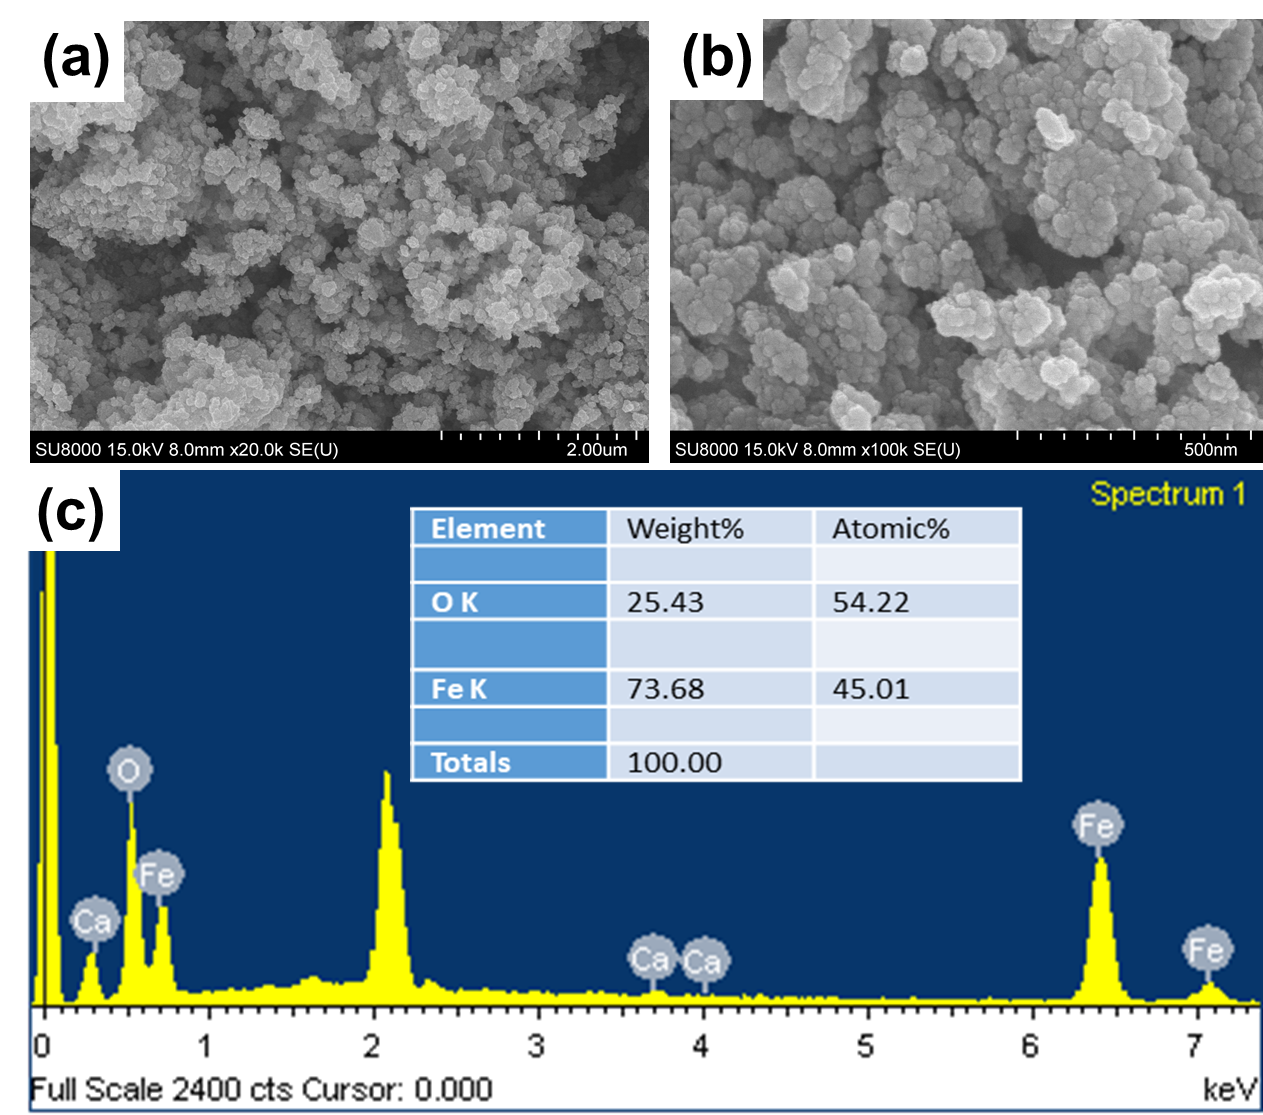 (a)
SU8000 15.0kV 8.0mm x20.0k SE(U) 2.00um
(b)
SU8000 15.0kV 8.0mm x100k SE(U) 500nm
(c)
Spectrum 1
Element Weight% Atomic%
O K 25.43 54.22
Fe K 73.68 45.01
Totals 100.00
O
Fe
Ca
Ca Ca
Fe
Fe
0 1 2 3 4 5 6 7
Full Scale 2400 cts Cursor: 0.000 keV